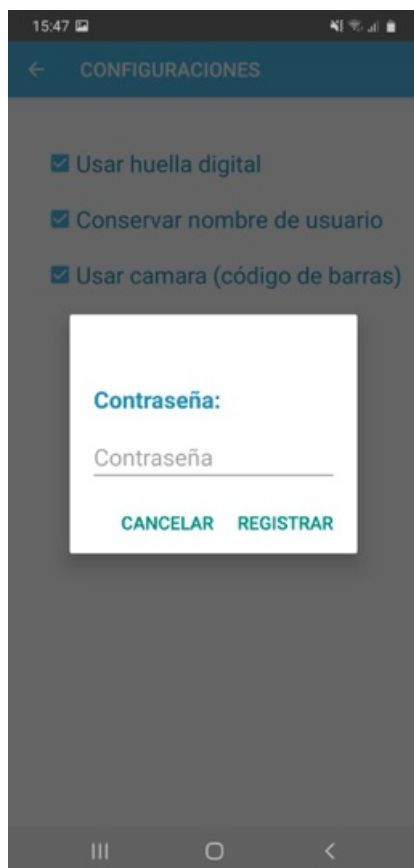 15:47
CONFIGURACIONES
Usar huella digital
Conservar nombre de usuario
Usar camara (código de barras)
Contraseña:
Contraseña
CANCELAR REGISTRAR